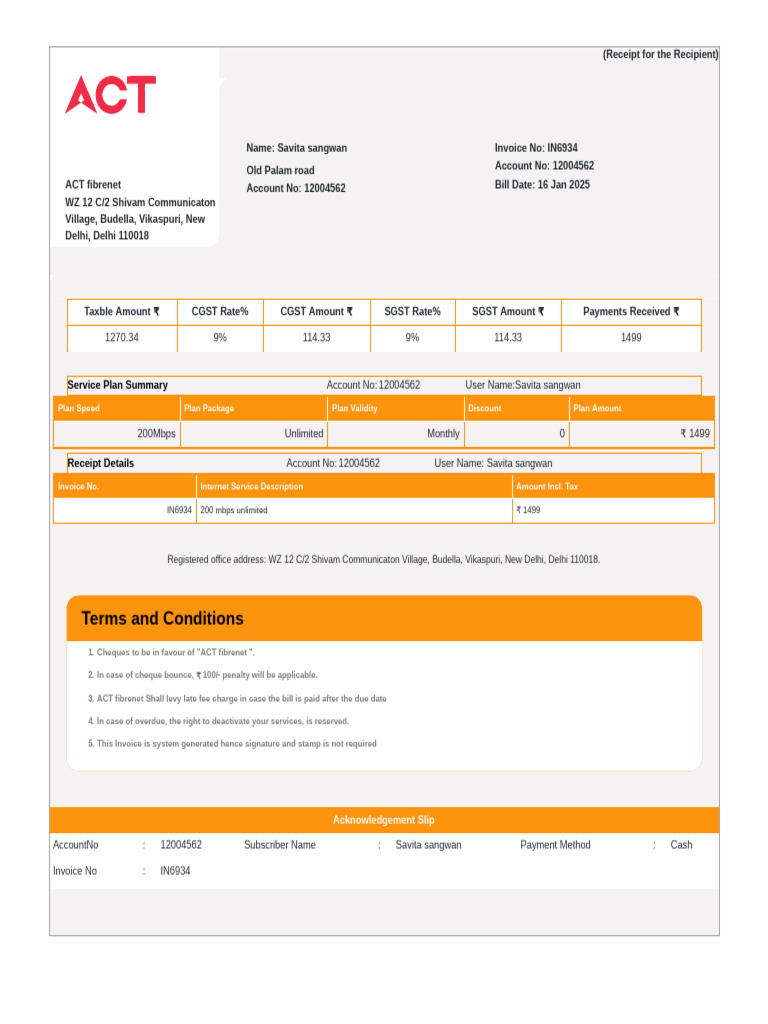 (Receipt for the Recipient)
ACT
Name: Savita sangwan
Old Palam road
Account No: 12004562
Invoice No: IN6934
Account No: 12004562
Bill Date: 16 Jan 2025
ACT fibrenet
WZ 12 C/2 Shivam Communicaton
Village, Budella, Vikaspuri, New
Delhi, Delhi 110018
Taxble Amount ₹ CGST Rate% CGST Amount ₹ SGST Rate% SGST Amount ₹ Payments Received ₹
1270.34 9% 114.33 9% 114.33 1499
Service Plan Summary Account No: 12004562 User Name:Savita sangwan
Plan Speed Plan Package Plan Validity Discount Plan Amount
200Mbps Unlimited Monthly 0 ₹ 1499
Receipt Details Account No: 12004562 User Name: Savita sangwan
Invoice No. Internet Service Description Amount Incl. Tax
IN6934 200 mbps unlimited ₹ 1499
Registered office address: WZ 12 C/2 Shivam Communicaton Village, Budella, Vikaspuri, New Delhi, Delhi 110018.
Terms and Conditions
1. Cheques to be in favour of "ACT fibrenet ".
2. In case of cheque bounce, ₹ 100/- penalty will be applicable.
3. ACT fibrenet Shall levy late fee charge in case the bill is paid after the due date
4. In case of overdue, the right to deactivate your services, is reserved.
5. This Invoice is system generated hence signature and stamp is not required
Acknowledgement Slip
AccountNo : 12004562 Subscriber Name : Savita sangwan Payment Method : Cash
Invoice No : IN6934